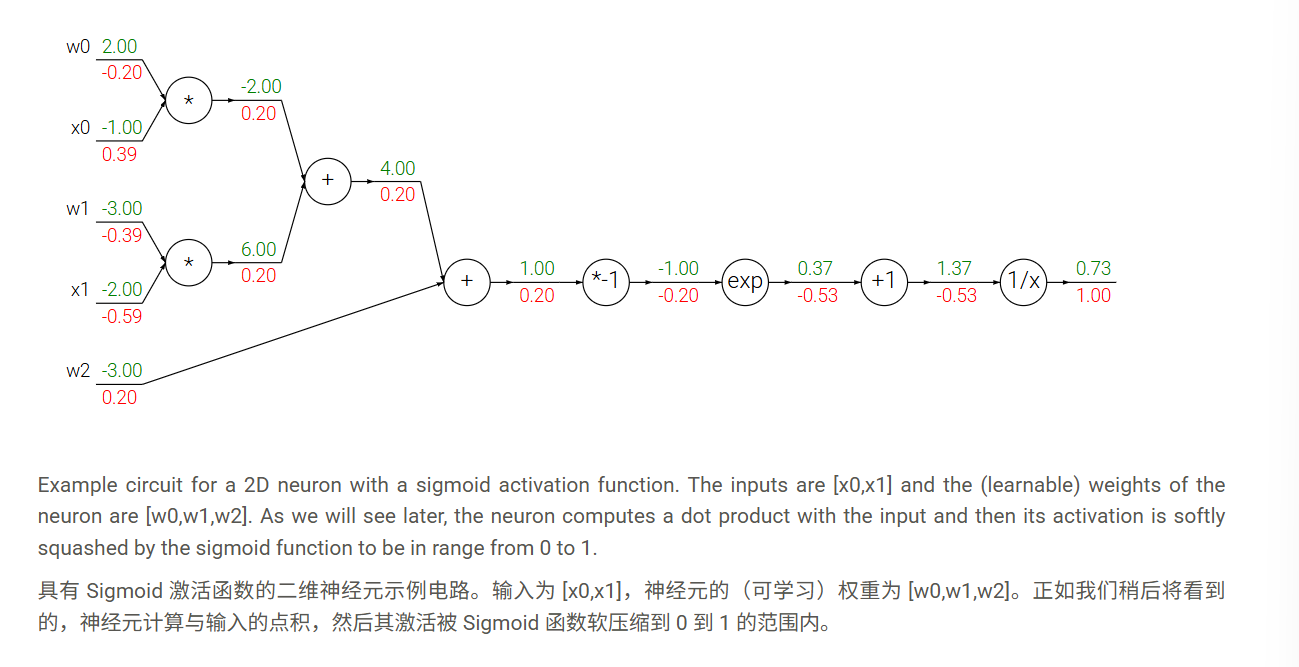 w0 2.00
-0.20
* -2.00
0.20
x0 -1.00
0.39
+ 4.00
0.20
w1 -3.00
-0.39
* 6.00
0.20
x1 -2.00
-0.59
+ 1.00 *-1 -1.00 exp 0.37 +1 1.37 1/x 0.73
0.20 -0.20 -0.53 -0.53 1.00
w2 -3.00
0.20
Example circuit for a 2D neuron with a sigmoid activation function. The inputs are [x0,x1] and the (learnable) weights of the
neuron are [w0,w1,w2]. As we will see later, the neuron computes a dot product with the input and then its activation is softly
squashed by the sigmoid function to be in range from 0 to 1.
具有 Sigmoid 激活函数的二维神经元示例电路。输入为 [x0,x1]，神经元的（可学习）权重为 [w0,w1,w2]。正如我们稍后将看到
的，神经元计算与输入的点积，然后其激活被 Sigmoid 函数软压缩到 0 到 1 的范围内。